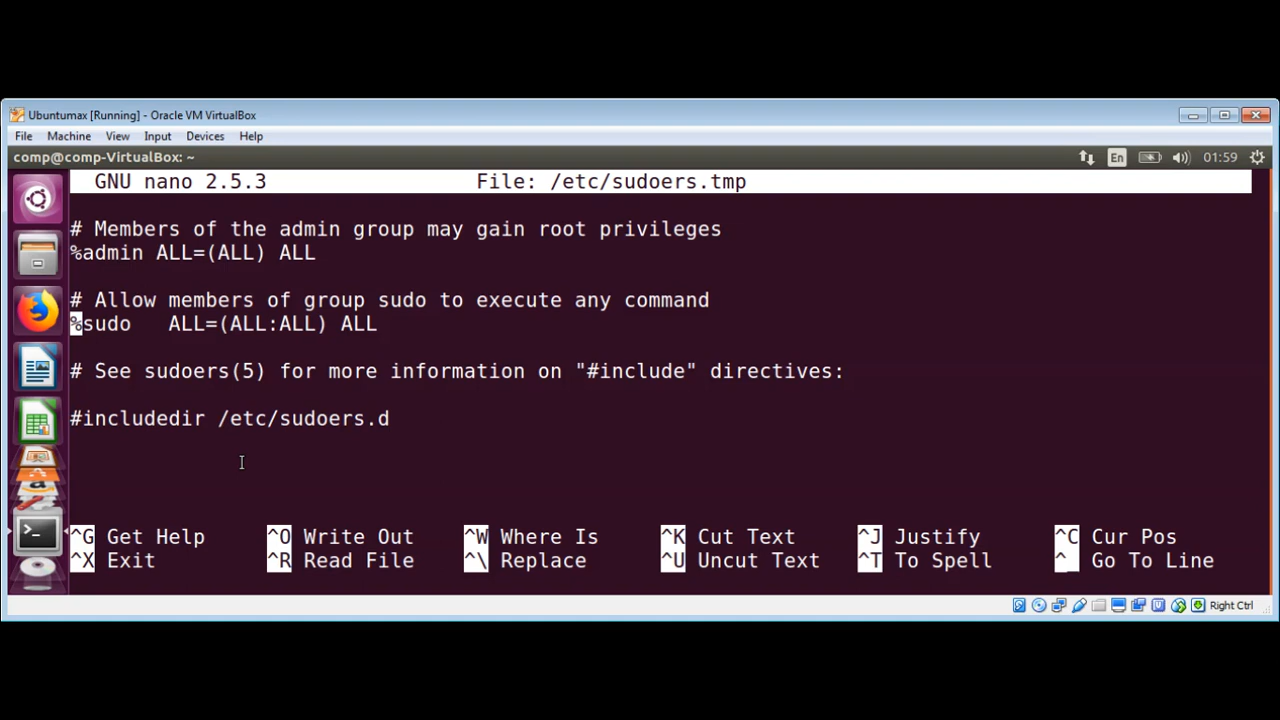 Ubuntumax [Running] - Oracle VM VirtualBox
File Machine View Input Devices Help
comp@comp-VirtualBox: ~ En 01:59
GNU nano 2.5.3 File: /etc/sudoers.tmp
# Members of the admin group may gain root privileges
%admin ALL=(ALL) ALL
# Allow members of group sudo to execute any command
%sudo ALL=(ALL:ALL) ALL
# See sudoers(5) for more information on "#include" directives:
#includedir /etc/sudoers.d
^G Get Help ^O Write Out ^W Where Is ^K Cut Text ^J Justify ^C Cur Pos
^X Exit ^R Read File ^\ Replace ^U Uncut Text ^T To Spell ^_ Go To Line
Right Ctrl